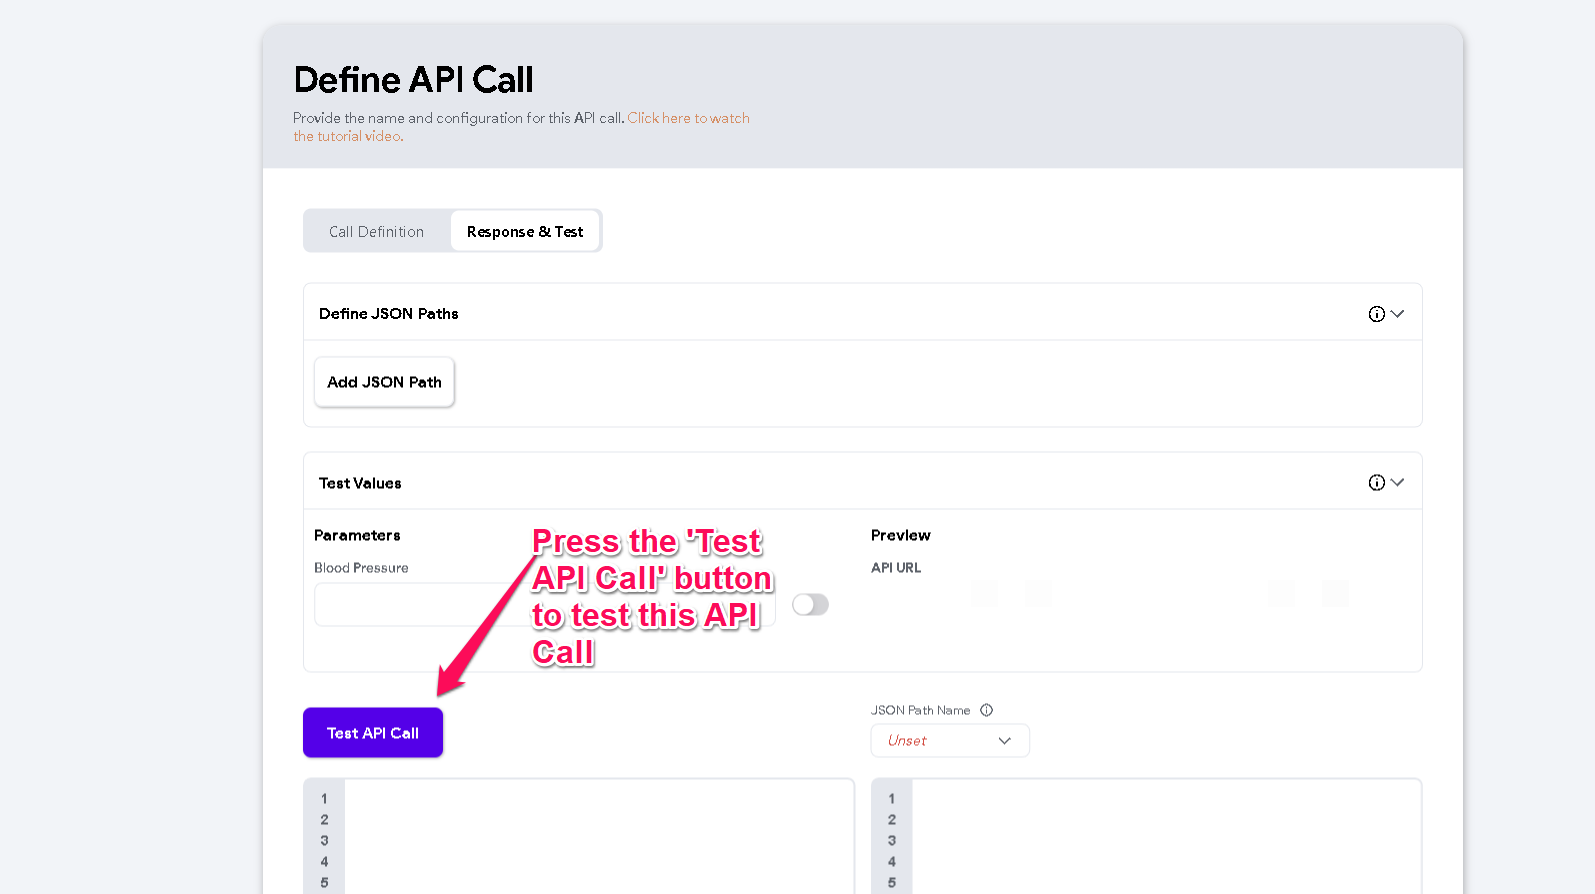 Define API Call
Provide the name and configuration for this API call. Click here to watch
the tutorial video.
Call Definition
Response & Test
Define JSON Paths
Add JSON Path
Test Values
Parameters
Blood Pressure
Press the 'Test
API Call' button
to test this API
Call
Preview
API URL
Test API Call
JSON Path Name
Unset
1
2
3
4
5
1
2
3
4
5